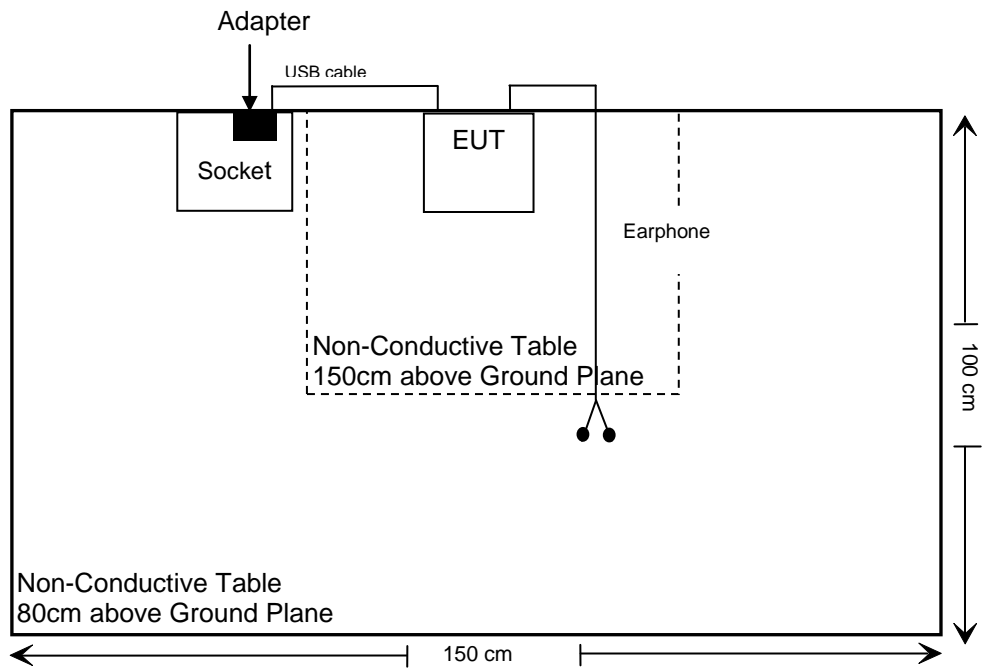 Adapter
USB cable
EUT
Socket
Earphone
Non-Conductive Table
150cm above Ground Plane
100 cm
Non-Conductive Table
80cm above Ground Plane
150 cm